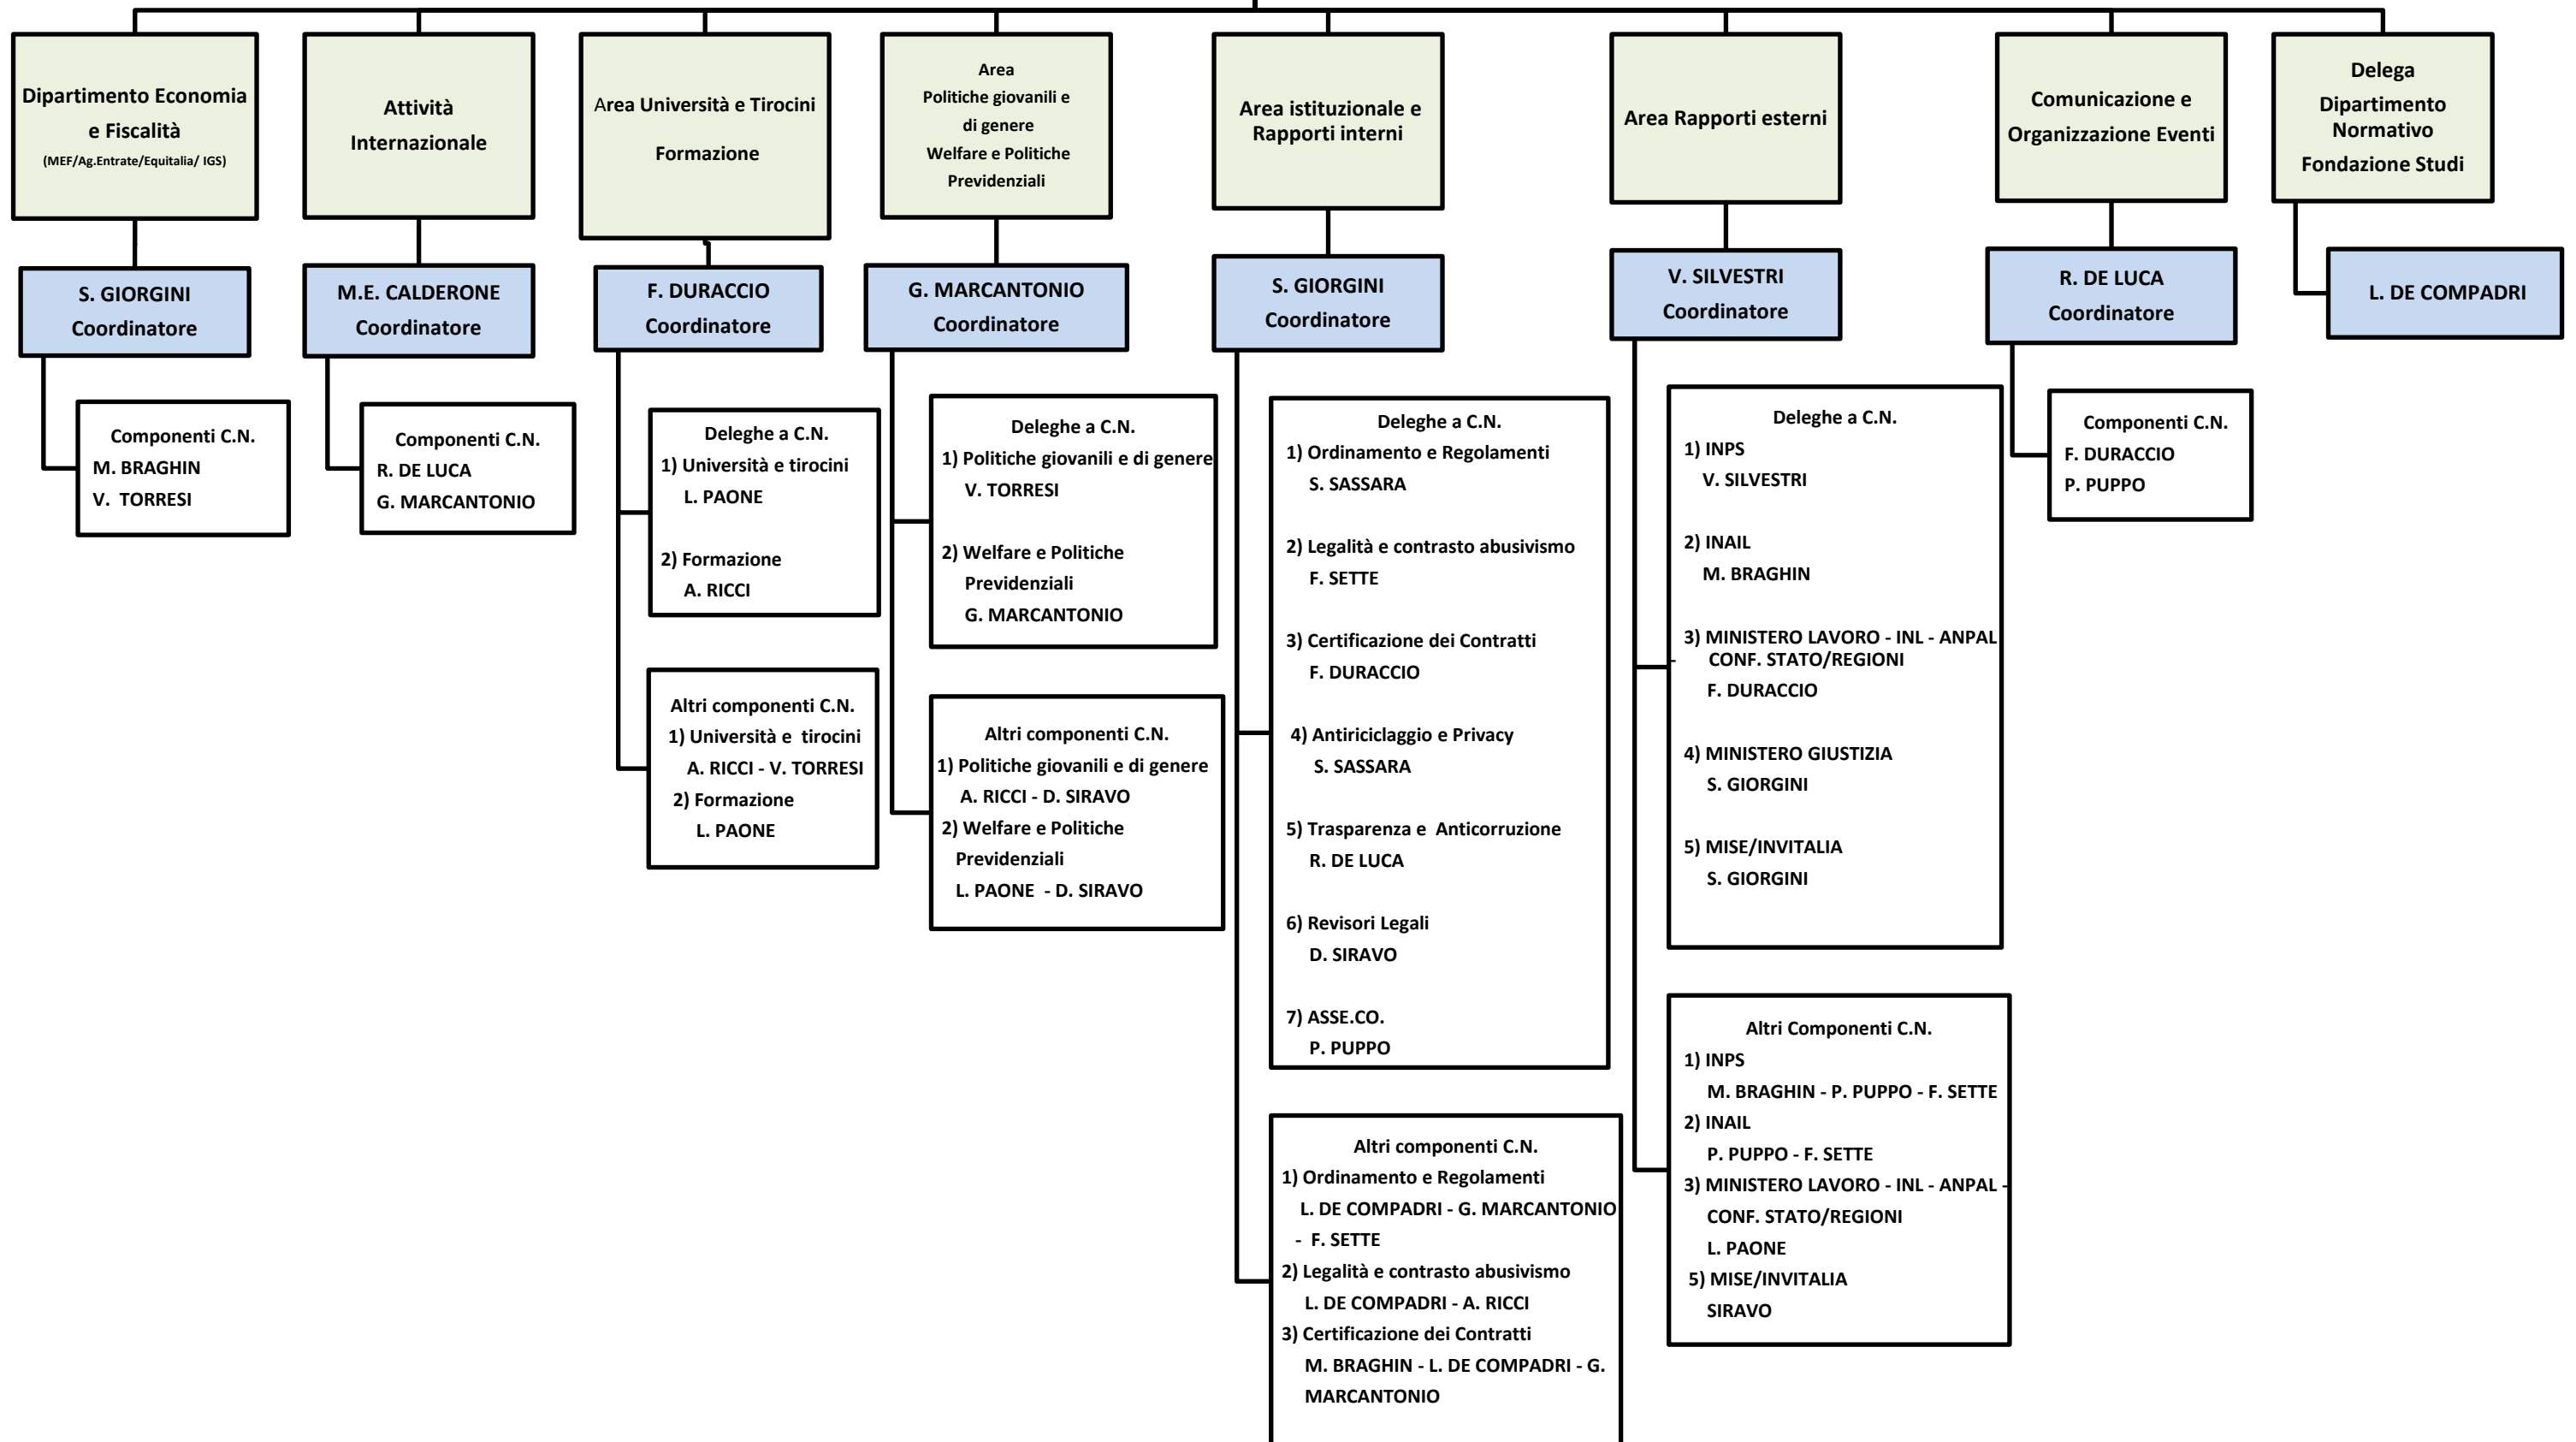 Dipartimento Economia
e Fiscalità
(MEF/Ag.Entrate/Equitalia/ IGS)
S. GIORGINI
Coordinatore
Componenti C.N.
M. BRAGHIN
V. TORRESI
Attività
Internazionale
M.E. CALDERONE
Coordinatore
Componenti C.N.
R. DE LUCA
G. MARCANTONIO
Area Università e Tirocini
Formazione
F. DURACCIO
Coordinatore
Deleghe a C.N.
1) Università e tirocini
L. PAONE
2) Formazione
A. RICCI
Altri componenti C.N.
1) Università e tirocini
A. RICCI - V. TORRESI
2) Formazione
L. PAONE
Area
Politiche giovanili e
di genere
Welfare e Politiche
Previdenziali
G. MARCANTONIO
Coordinatore
Deleghe a C.N.
1) Politiche giovanili e di genere
V. TORRESI
2) Welfare e Politiche
Previdenziali
G. MARCANTONIO
Altri componenti C.N.
1) Politiche giovanili e di genere
A. RICCI - D. SIRAVO
2) Welfare e Politiche
Previdenziali
L. PAONE - D. SIRAVO
Area istituzionale e
Rapporti interni
S. GIORGINI
Coordinatore
Deleghe a C.N.
1) Ordinamento e Regolamenti
S. SASSARA
2) Legalità e contrasto abusivismo
F. SETTE
3) Certificazione dei Contratti
F. DURACCIO
4) Antiriciclaggio e Privacy
S. SASSARA
5) Trasparenza e Anticorruzione
R. DE LUCA
6) Revisori Legali
D. SIRAVO
7) ASSE.CO.
P. PUPPO
Altri componenti C.N.
1) Ordinamento e Regolamenti
L. DE COMPADRI - G. MARCANTONIO
- F. SETTE
2) Legalità e contrasto abusivismo
L. DE COMPADRI - A. RICCI
3) Certificazione dei Contratti
M. BRAGHIN - L. DE COMPADRI - G.
MARCANTONIO
Area Rapporti esterni
V. SILVESTRI
Coordinatore
Deleghe a C.N.
1) INPS
V. SILVESTRI
2) INAIL
M. BRAGHIN
3) MINISTERO LAVORO - INL - ANPAL
- CONF. STATO/REGIONI
F. DURACCIO
4) MINISTERO GIUSTIZIA
S. GIORGINI
5) MISE/INVITALIA
S. GIORGINI
Altri Componenti C.N.
1) INPS
M. BRAGHIN - P. PUPPO - F. SETTE
2) INAIL
P. PUPPO - F. SETTE
3) MINISTERO LAVORO - INL - ANPAL -
CONF. STATO/REGIONI
L. PAONE
5) MISE/INVITALIA
SIRAVO
Comunicazione e
Organizzazione Eventi
R. DE LUCA
Coordinatore
Componenti C.N.
F. DURACCIO
P. PUPPO
Delega
Dipartimento
Normativo
Fondazione Studi
L. DE COMPADRI